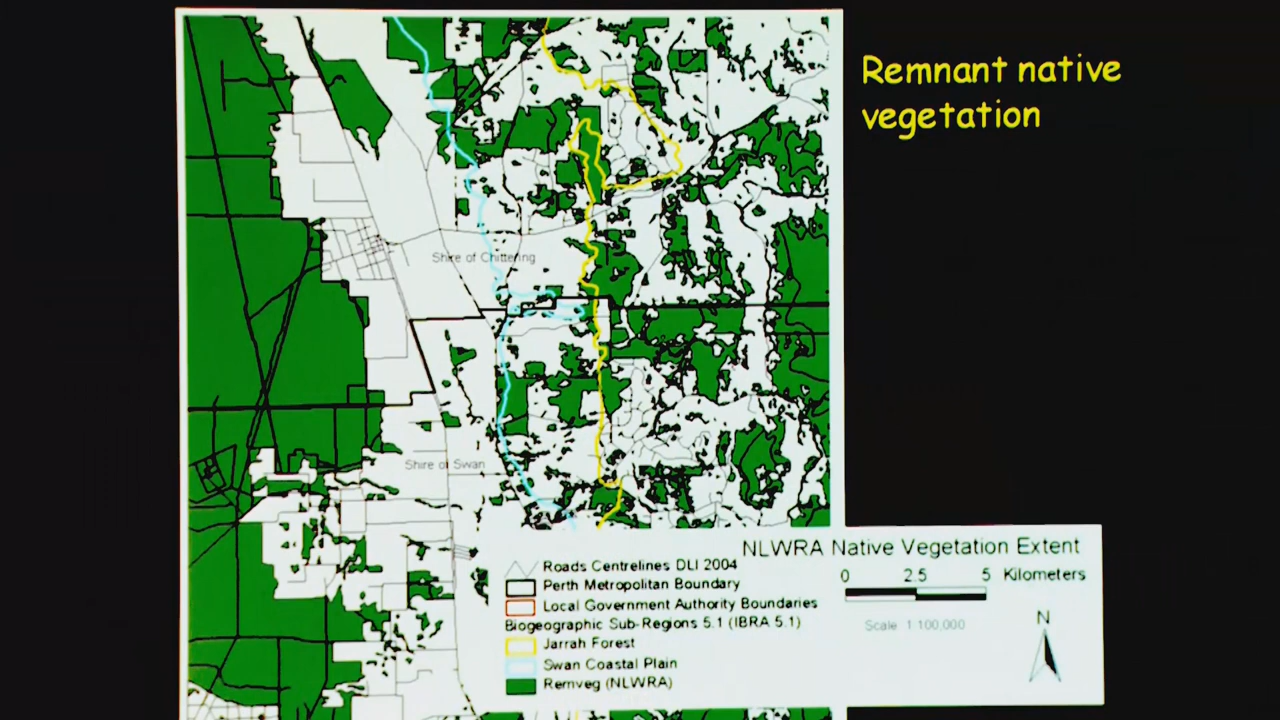 Remnant native
vegetation
Shire of Chittering
Shire of Swan
NLWRA Native Vegetation Extent
0 2.5 5 Kilometers
Scale 1:100,000
N
Roads Centrelines DLI 2004
Perth Metropolitan Boundary
Local Government Authority Boundaries
Biogeographic Sub-Regions 5.1 (IBRA 5.1)
Jarrah Forest
Swan Coastal Plain
Remveg (NLWRA)